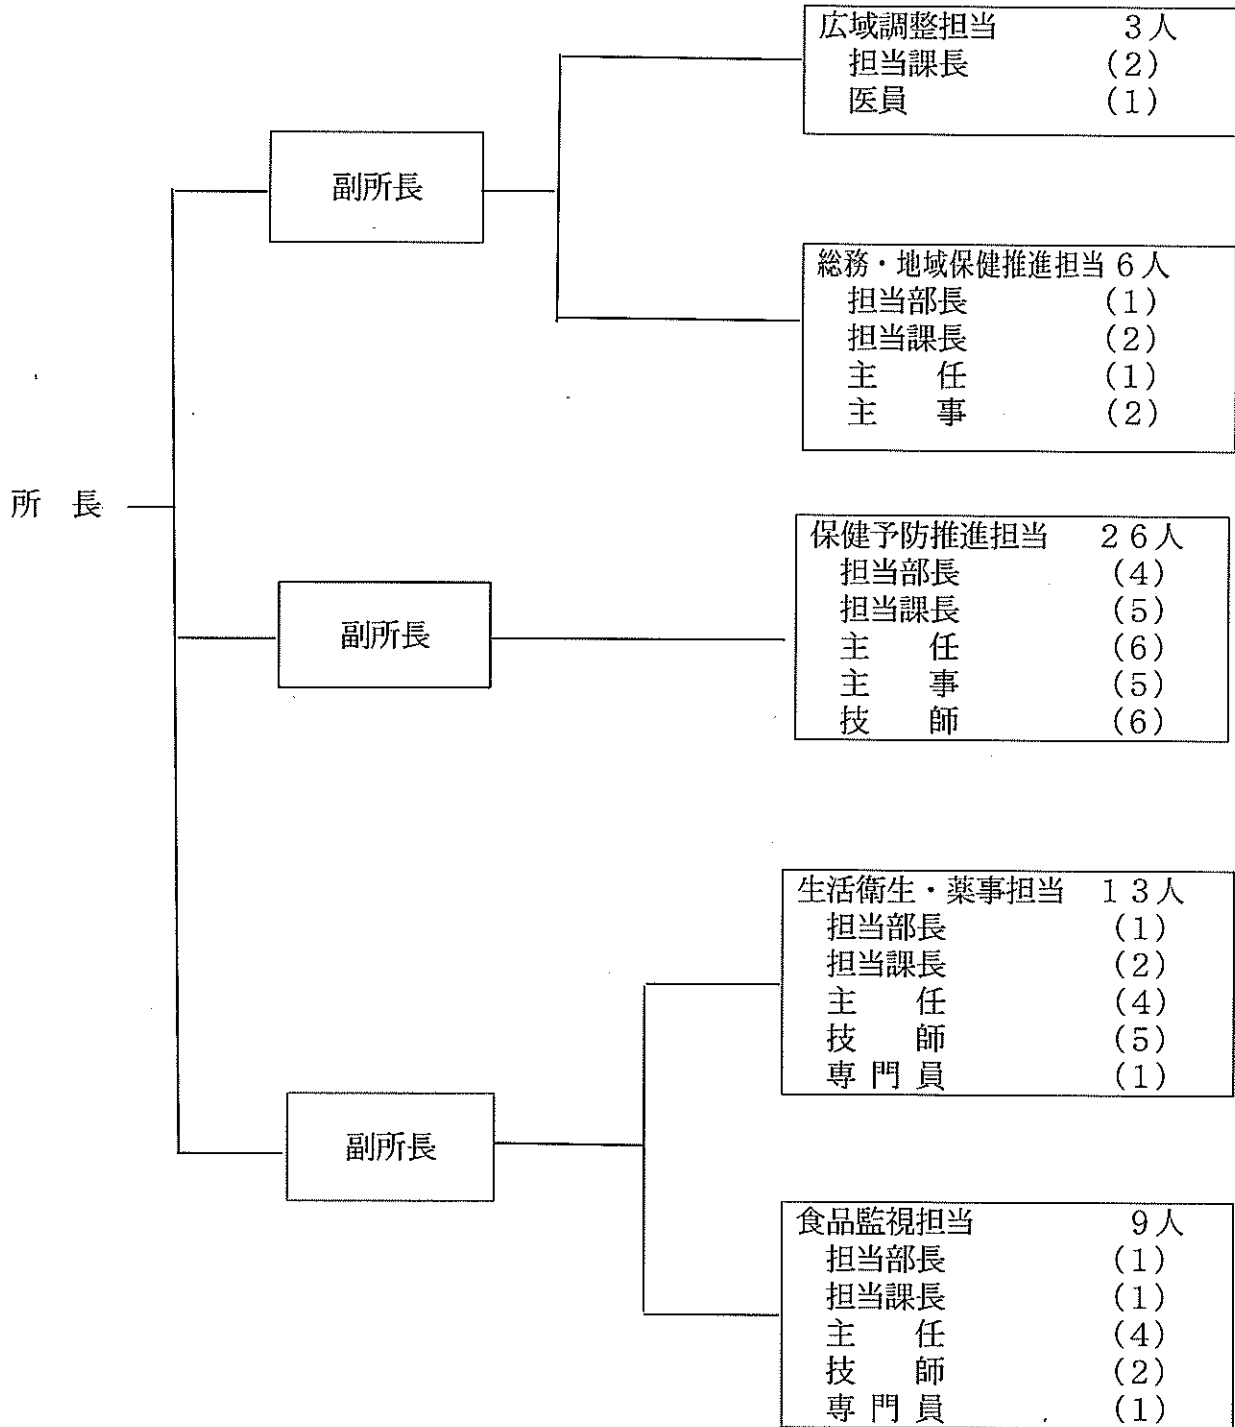 広域調整担当 3人
担当課長 (2)
医員 (1)
副所長
総務・地域保健推進担当 6人
担当部長 (1)
担当課長 (2)
主 任 (1)
主 事 (2)
所 長
保健予防推進担当 26人
担当部長 (4)
担当課長 (5)
主 任 (6)
主 事 (5)
技 師 (6)
副所長
生活衛生・薬事担当 13人
担当部長 (1)
担当課長 (2)
主 任 (4)
技 師 (5)
専門員 (1)
副所長
食品監視担当 9人
担当部長 (1)
担当課長 (1)
主 任 (4)
技 師 (2)
専門員 (1)